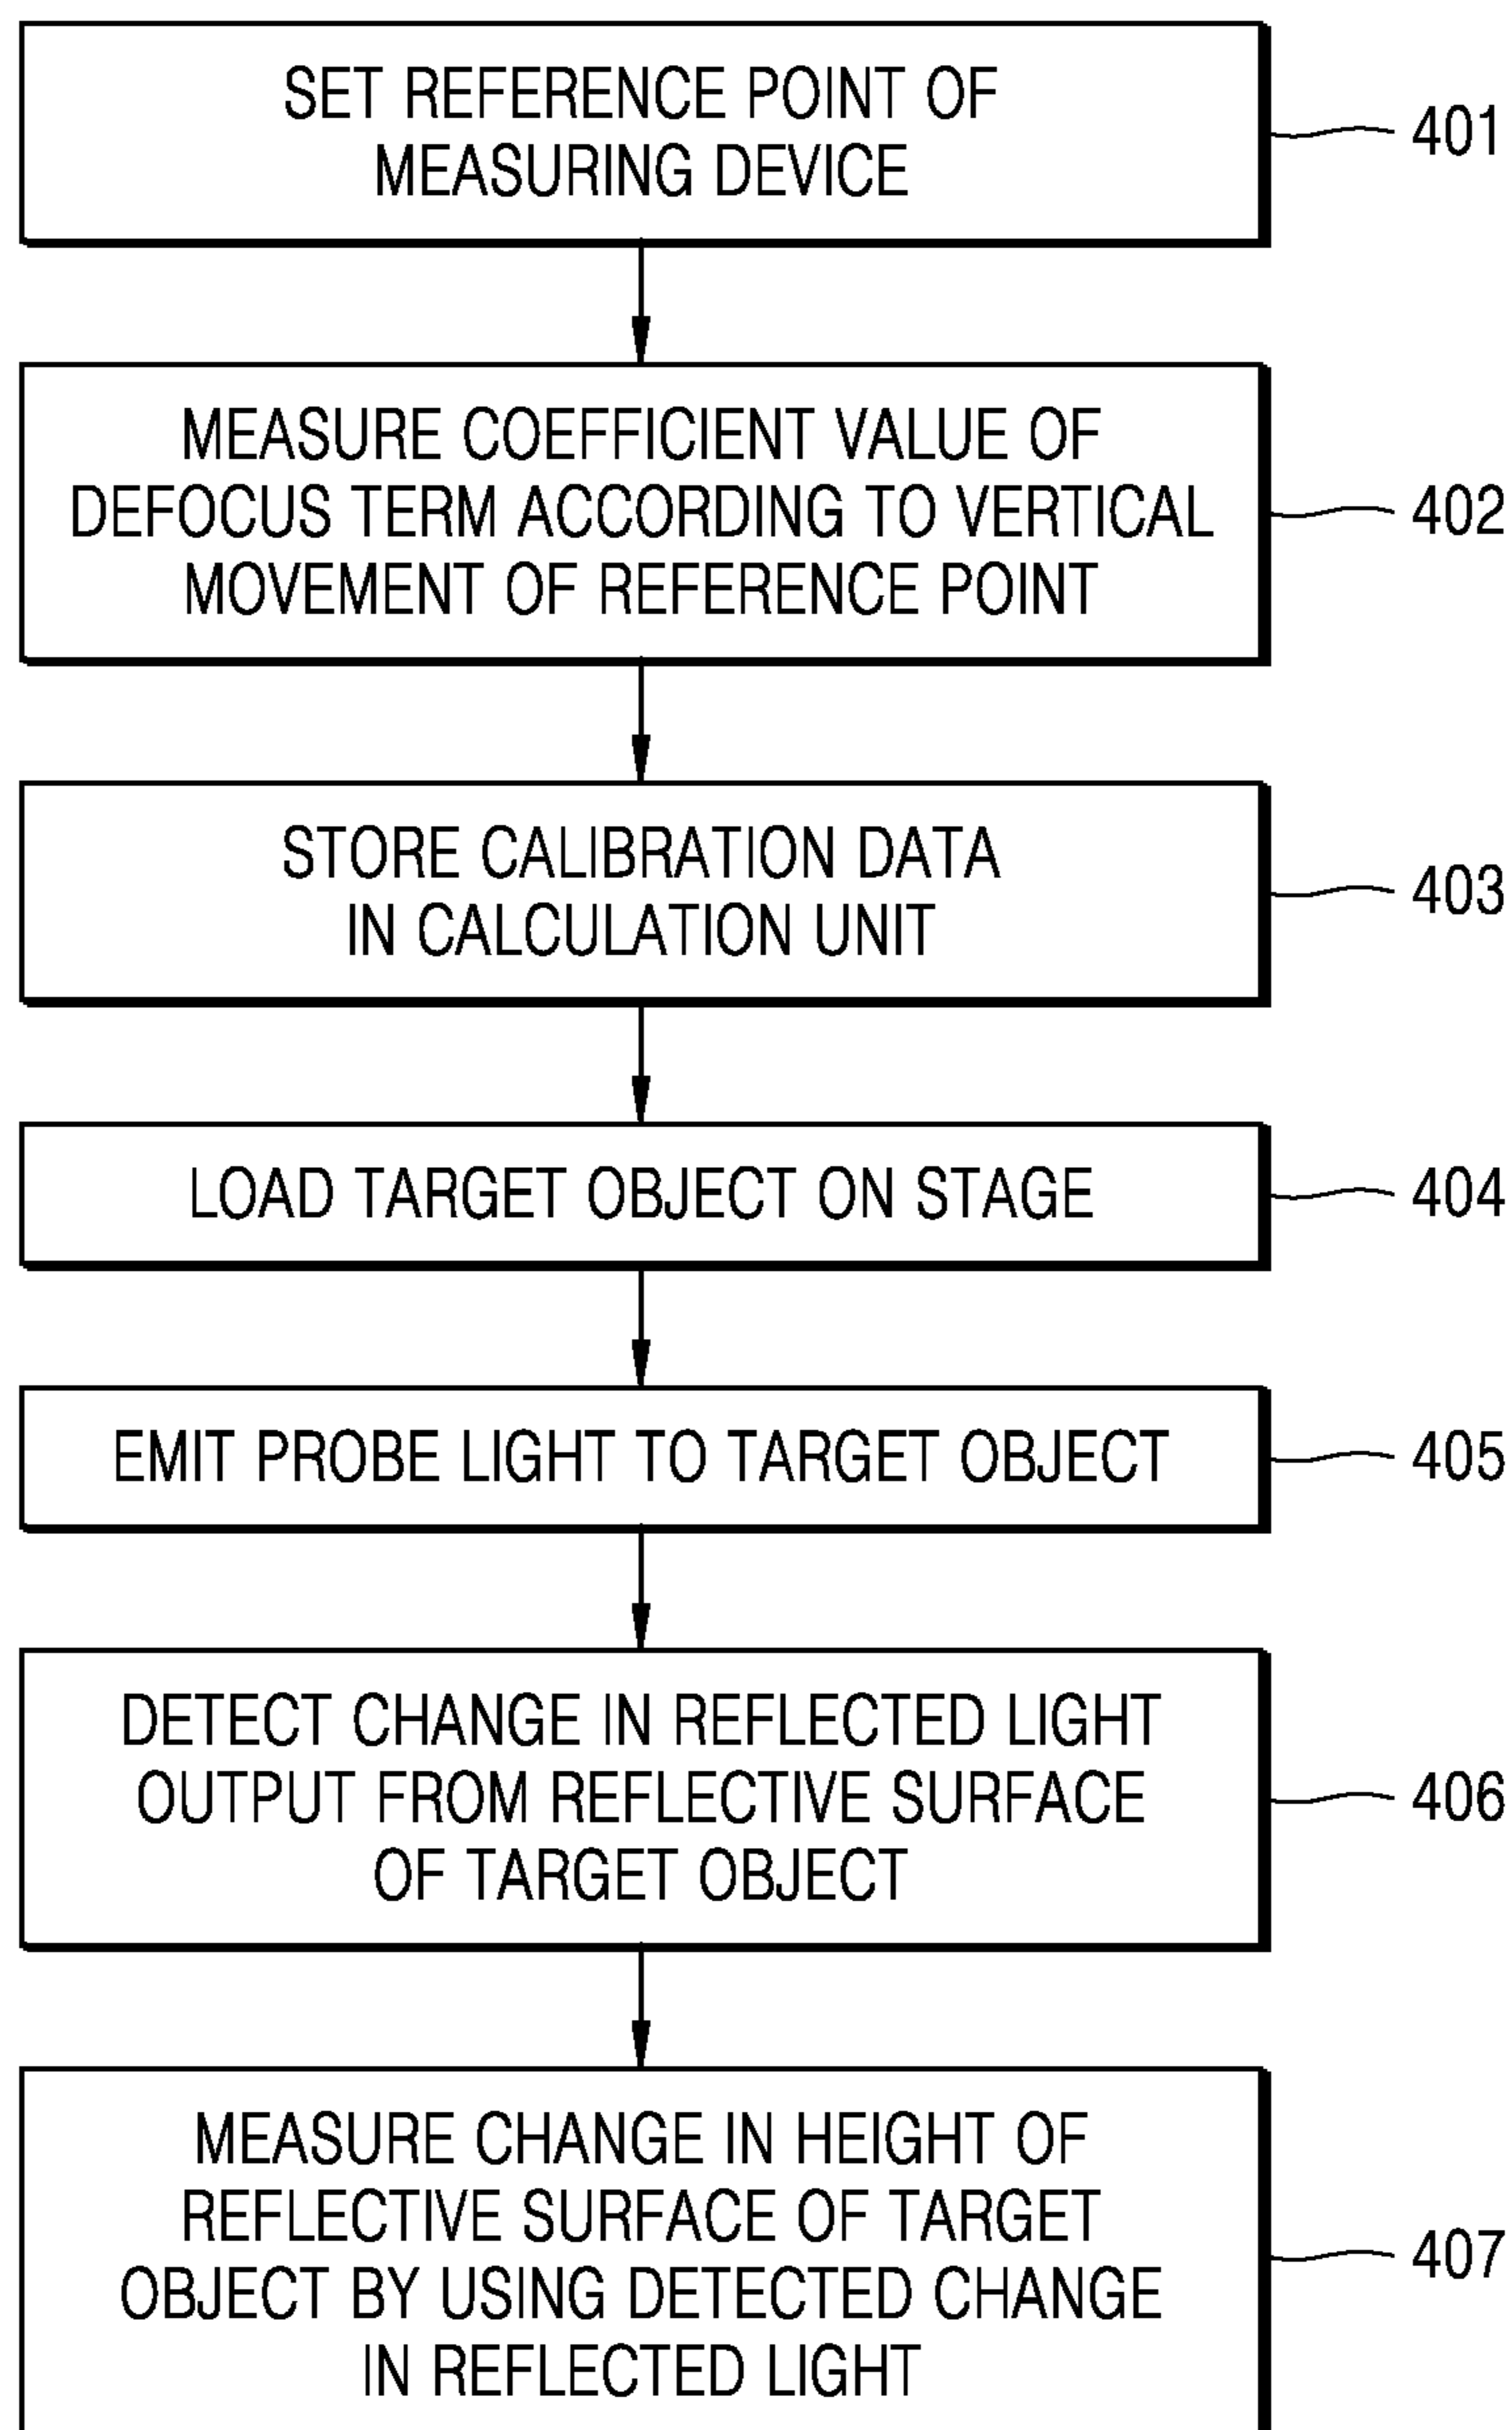 SET REFERENCE POINT OF
MEASURING DEVICE
401
MEASURE COEFFICIENT VALUE OF
DEFOCUS TERM ACCORDING TO VERTICAL
MOVEMENT OF REFERENCE POINT
402
STORE CALIBRATION DATA
IN CALCULATION UNIT
403
LOAD TARGET OBJECT ON STAGE
404
EMIT PROBE LIGHT TO TARGET OBJECT
405
DETECT CHANGE IN REFLECTED LIGHT
OUTPUT FROM REFLECTIVE SURFACE
OF TARGET OBJECT
406
MEASURE CHANGE IN HEIGHT OF
REFLECTIVE SURFACE OF TARGET
OBJECT BY USING DETECTED CHANGE
IN REFLECTED LIGHT
407